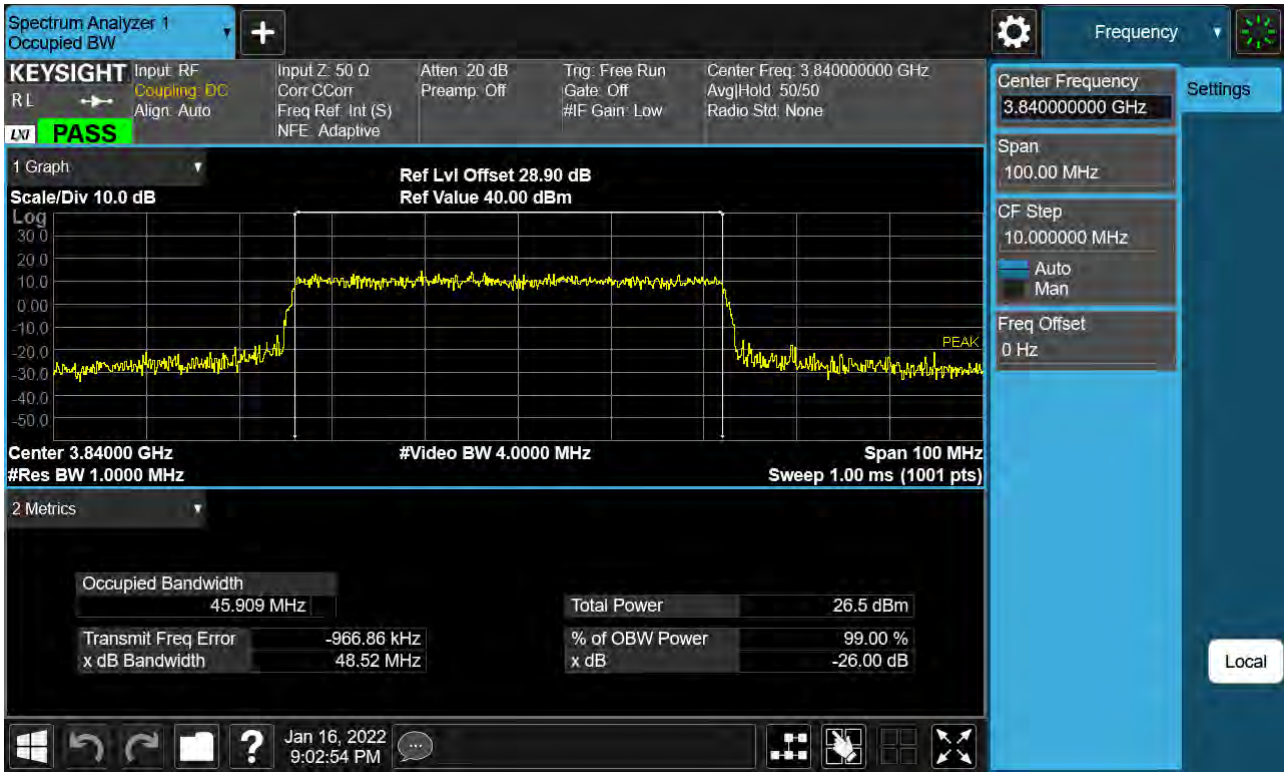 Spectrum Analyzer 1
Occupied BW
+
Frequency
KEYSIGHT
RL
LXI
PASS
Input: RF
Coupling: DC
Align: Auto
Input Z: 50 Ω
Corr CCorr
Freq Ref: Int (S)
NFE: Adaptive
Atten: 20 dB
Preamp: Off
Trig: Free Run
Gate: Off
#IF Gain: Low
Center Freq: 3.840000000 GHz
Avg|Hold: 50/50
Radio Std: None
Center Frequency
3.840000000 GHz
Settings
Span
100.00 MHz
CF Step
10.000000 MHz
Auto
Man
Freq Offset
0 Hz
Local
1 Graph
Scale/Div 10.0 dB
Ref Lvl Offset 28.90 dB
Ref Value 40.00 dBm
Log
30.0
20.0
10.0
0.00
-10.0
-20.0
-30.0
-40.0
-50.0
PEAK
Center 3.84000 GHz
#Video BW 4.0000 MHz
Span 100 MHz
#Res BW 1.0000 MHz
Sweep 1.00 ms (1001 pts)
2 Metrics
Occupied Bandwidth
45.909 MHz
Total Power 26.5 dBm
Transmit Freq Error -966.86 kHz
% of OBW Power 99.00 %
x dB Bandwidth 48.52 MHz
x dB -26.00 dB
?
Jan 16, 2022
9:02:54 PM